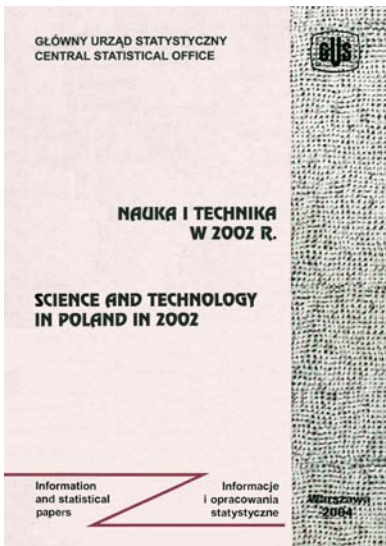 GŁÓWNY URZĄD STATYSTYCZNY
CENTRAL STATISTICAL OFFICE
GUS
NAUKA I TECHNIKA
W 2002 R.
SCIENCE AND TECHNOLOGY
IN POLAND IN 2002
Information
and statistical
papers
Informacje
i opracowania
statystyczne
Warszawa
2004